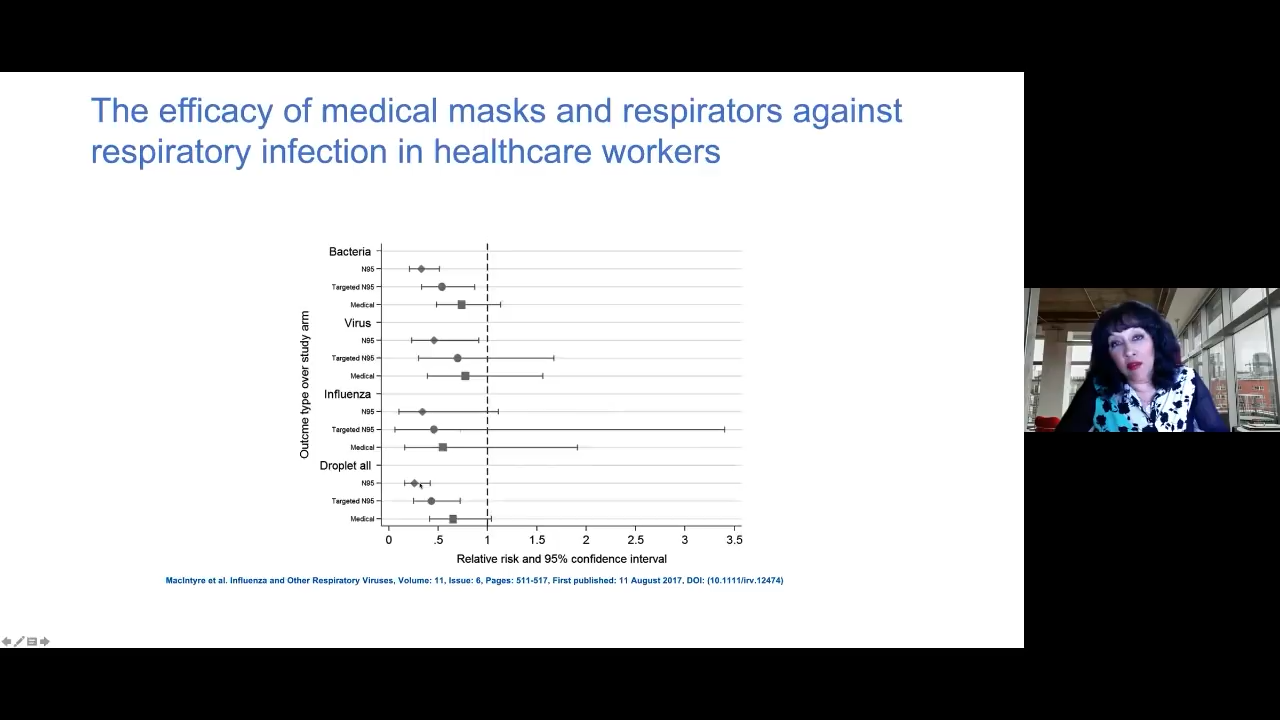 The efficacy of medical masks and respirators against
respiratory infection in healthcare workers
Outcme type over study arm
Bacteria
N95
Targeted N95
Medical
Virus
N95
Targeted N95
Medical
Influenza
N95
Targeted N95
Medical
Droplet all
N95
Targeted N95
Medical
0 .5 1 1.5 2 2.5 3 3.5
Relative risk and 95% confidence interval
MacIntyre et al. Influenza and Other Respiratory Viruses, Volume: 11, Issue: 6, Pages: 511-517, First published: 11 August 2017, DOI: (10.1111/irv.12474)